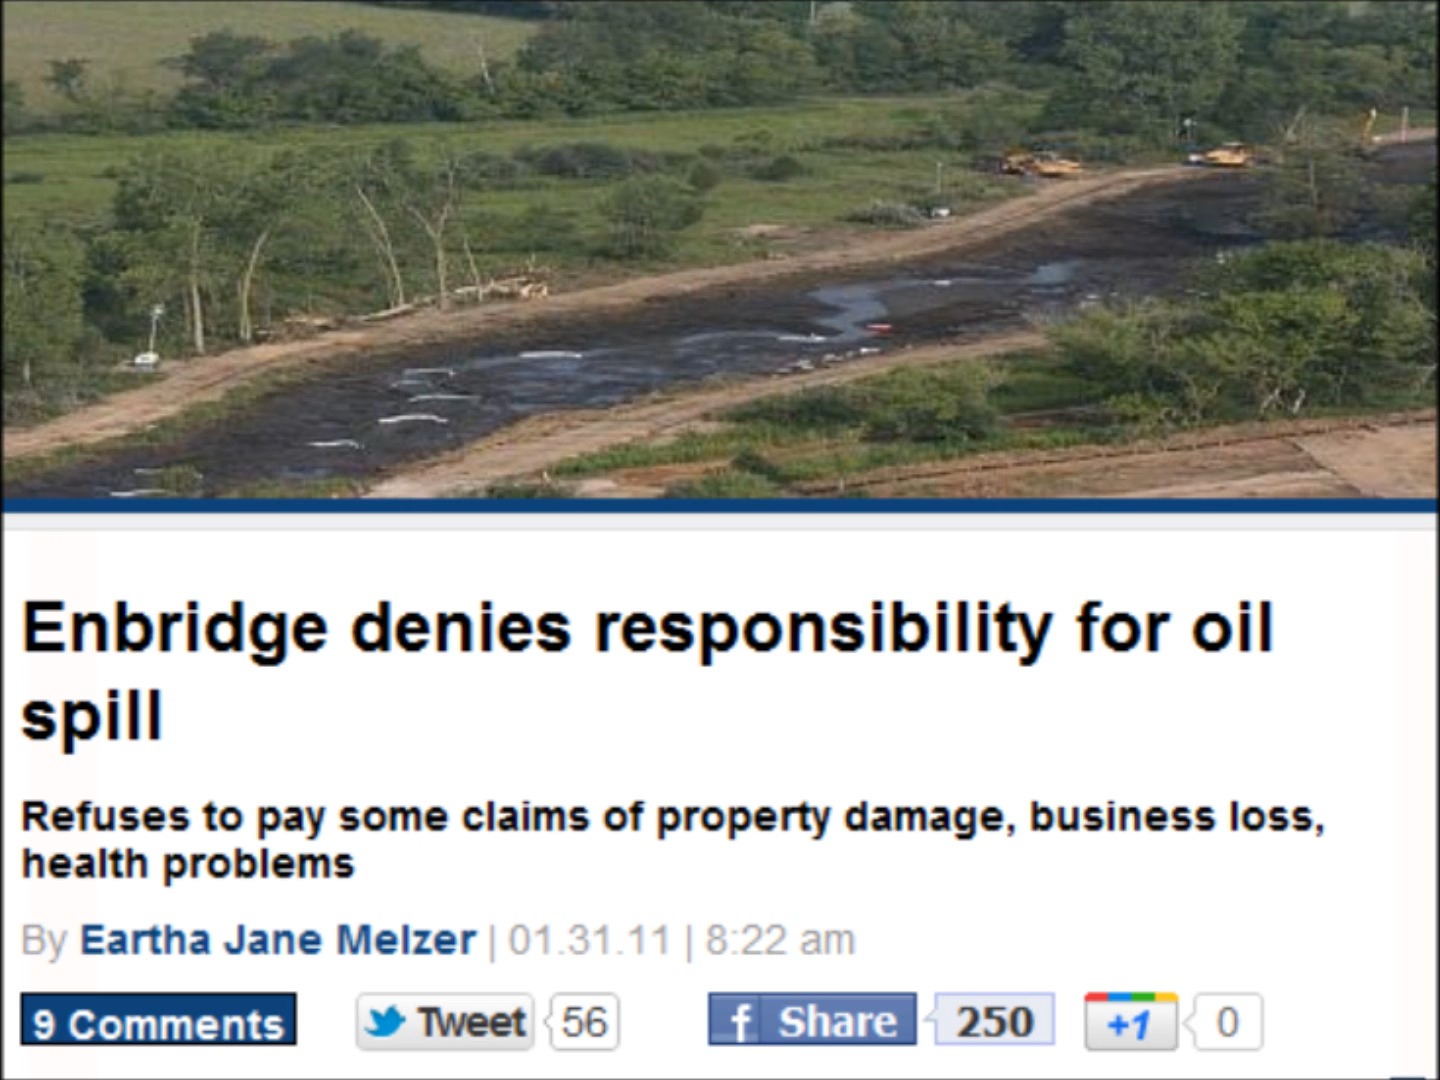 Enbridge denies responsibility for oil
spill
Refuses to pay some claims of property damage, business loss,
health problems
By Eartha Jane Melzer | 01.31.11 | 8:22 am
9 Comments Tweet 56 f Share 250 +1 0